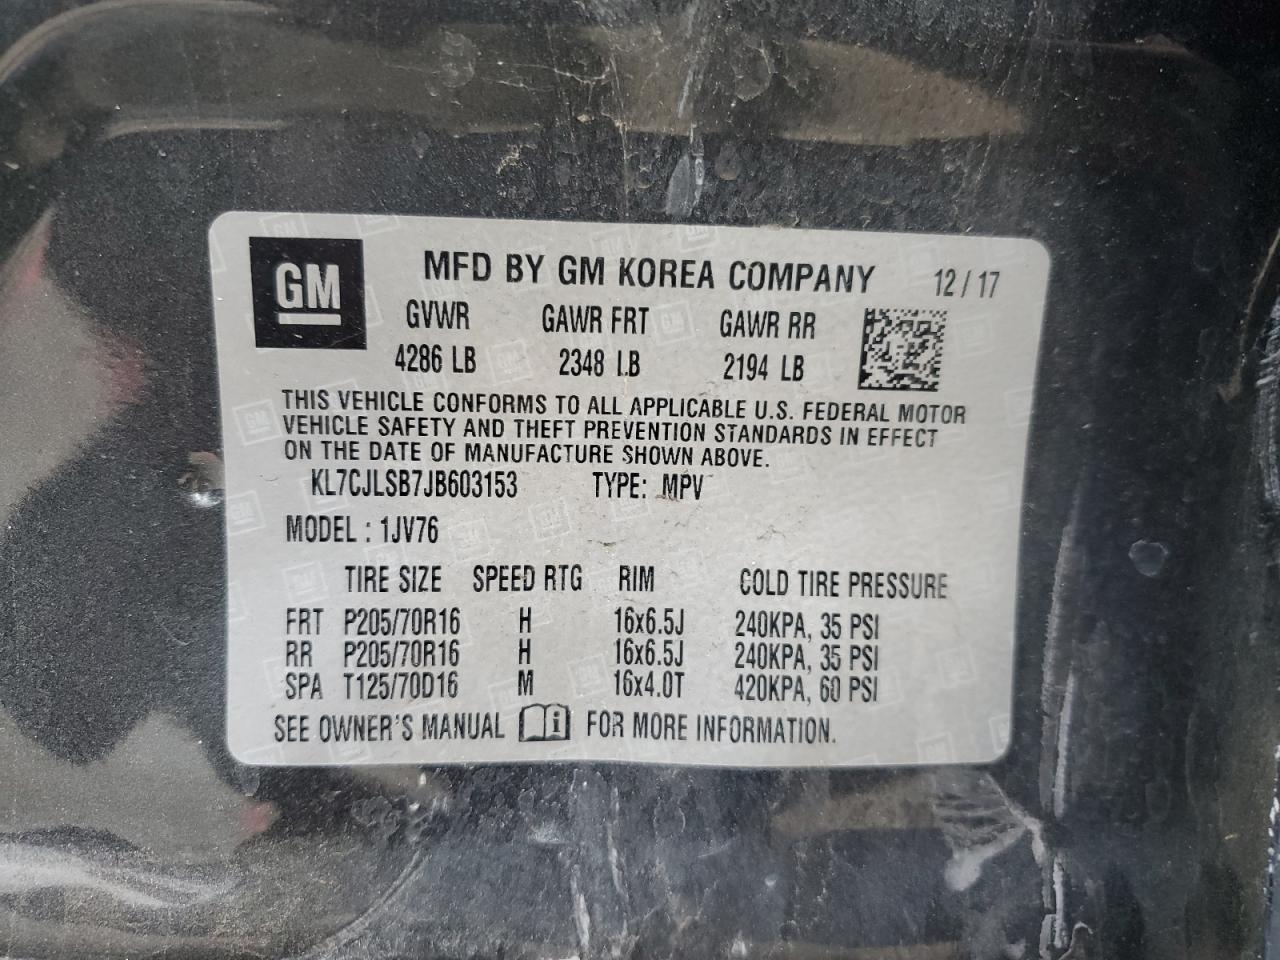 GM
MFD BY GM KOREA COMPANY 12/17
GVWR GAWR FRT GAWR RR
4286 LB 2348 LB 2194 LB
THIS VEHICLE CONFORMS TO ALL APPLICABLE U.S. FEDERAL MOTOR
VEHICLE SAFETY AND THEFT PREVENTION STANDARDS IN EFFECT
ON THE DATE OF MANUFACTURE SHOWN ABOVE.
KL7CJLSB7JB603153 TYPE: MPV
MODEL : 1JV76
TIRE SIZE SPEED RTG RIM COLD TIRE PRESSURE
FRT P205/70R16 H 16x6.5J 240KPA, 35 PSI
RR P205/70R16 H 16x6.5J 240KPA, 35 PSI
SPA T125/70D16 M 16x4.0T 420KPA, 60 PSI
SEE OWNER'S MANUAL i FOR MORE INFORMATION.